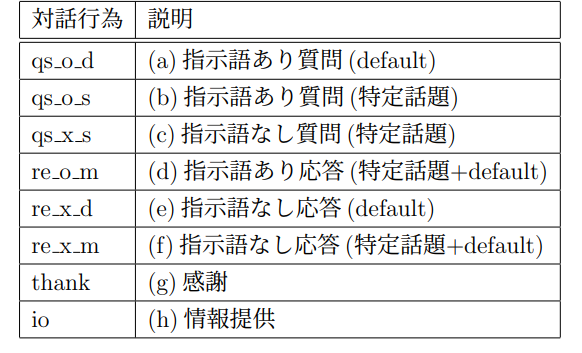 対話行為 説明
qs_o_d (a) 指示語あり質問 (default)
qs_o_s (b) 指示語あり質問 (特定話題)
qs_x_s (c) 指示語なし質問 (特定話題)
re_o_m (d) 指示語あり応答 (特定話題+default)
re_x_d (e) 指示語なし応答 (default)
re_x_m (f) 指示語なし応答 (特定話題+default)
thank (g) 感謝
io (h) 情報提供